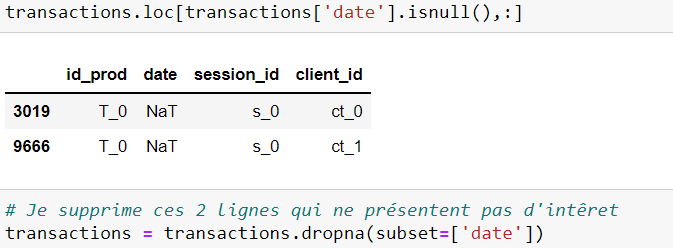 transactions.loc[transactions['date'].isnull(),:]
id_prod date session_id client_id
3019 T_0 NaT s_0 ct_0
9666 T_0 NaT s_0 ct_1
# Je supprime ces 2 lignes qui ne présentent pas d'intêret
transactions = transactions.dropna(subset=['date'])